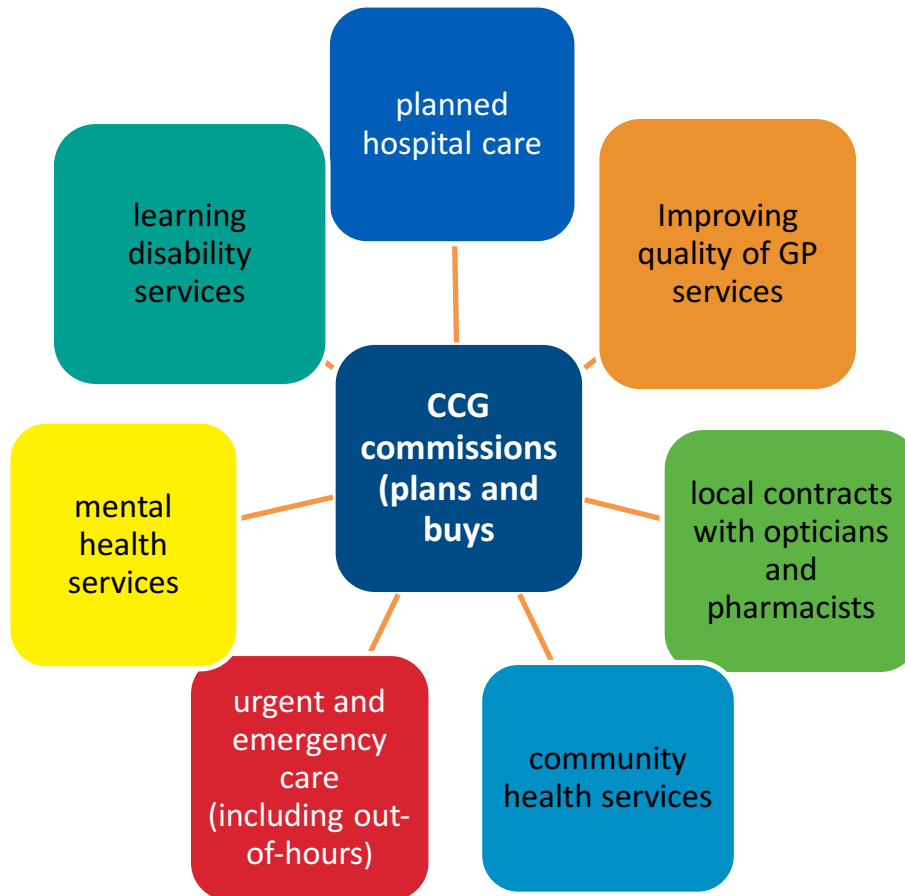 planned
hospital care
Improving
quality of GP
services
local contracts
with opticians
and
pharmacists
community
health services
urgent and
emergency
care
(including out-
of-hours)
mental
health
services
learning
disability
services
CCG
commissions
(plans and
buys